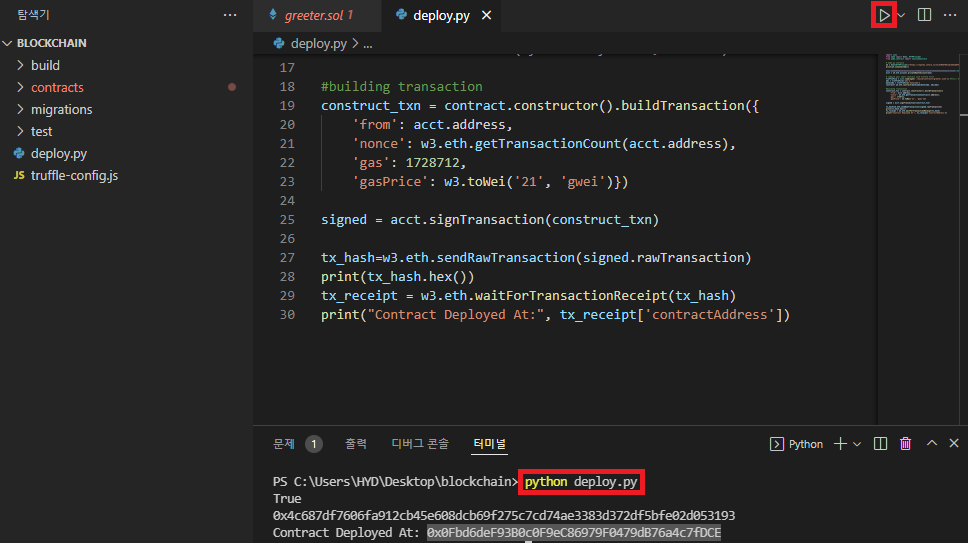 탐색기 ...
BLOCKCHAIN
build
contracts
migrations
test
deploy.py
JS truffle-config.js
greeter.sol 1 deploy.py
deploy.py > ...
17
18 #building transaction
19 construct_txn = contract.constructor().buildTransaction({
20 'from': acct.address,
21 'nonce': w3.eth.getTransactionCount(acct.address),
22 'gas': 1728712,
23 'gasPrice': w3.toWei('21', 'gwei')})
24
25 signed = acct.signTransaction(construct_txn)
26
27 tx_hash=w3.eth.sendRawTransaction(signed.rawTransaction)
28 print(tx_hash.hex())
29 tx_receipt = w3.eth.waitForTransactionReceipt(tx_hash)
30 print("Contract Deployed At:", tx_receipt['contractAddress'])
문제 1 출력 디버그 콘솔 터미널 Python
PS C:\Users\HYD\Desktop\blockchain> python deploy.py
True
0x4c687df7606fa912cb45e608dcb69f275c7cd74ae3383d372df5bfe02d053193
Contract Deployed At: 0x0Fbd6deF93B0c0F9eC86979F0479dB76a4c7fDCE